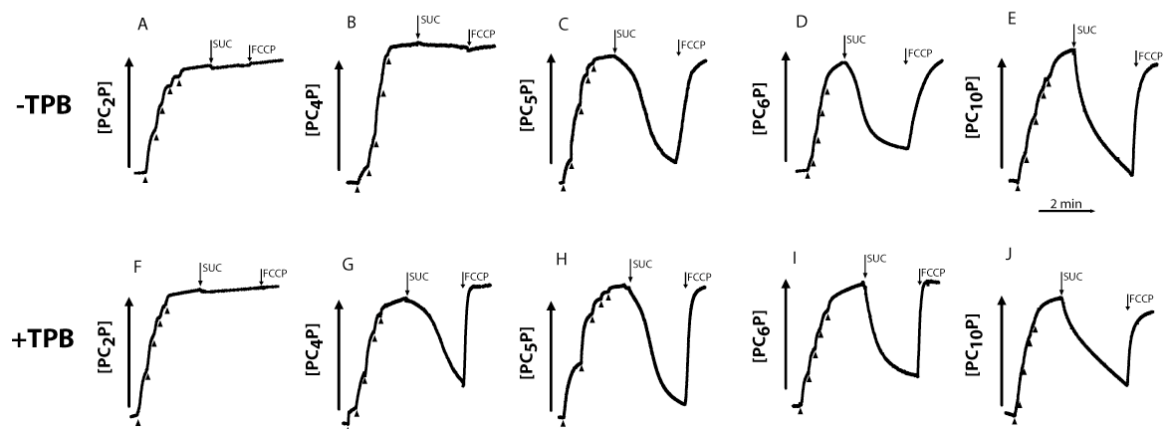 A
B
C
D
E
SUC
FCCP
SUC
FCCP
SUC
FCCP
SUC
FCCP
SUC
FCCP
-TPB
[PC2P]
[PC4P]
[PC5P]
[PC6P]
[PC10P]
2 min
F
G
H
I
J
SUC
FCCP
SUC
FCCP
SUC
FCCP
SUC
FCCP
SUC
FCCP
+TPB
[PC2P]
[PC4P]
[PC5P]
[PC6P]
[PC10P]